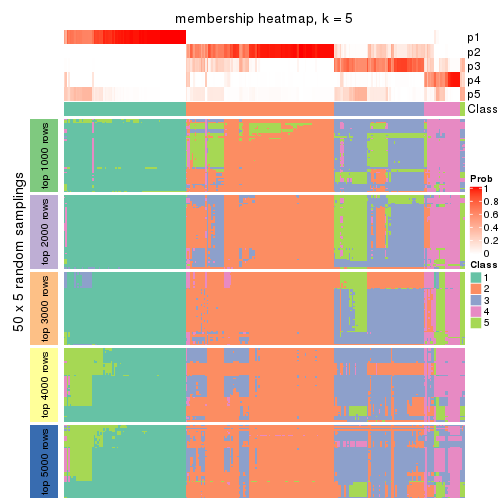 membership heatmap, k = 5
p1
p2
p3
p4
p5
Class
50 x 5 random samplings
top 1000 rows
top 2000 rows
top 3000 rows
top 4000 rows
top 5000 rows
Prob
1
0.8
0.6
0.4
0.2
0
Class
1
2
3
4
5